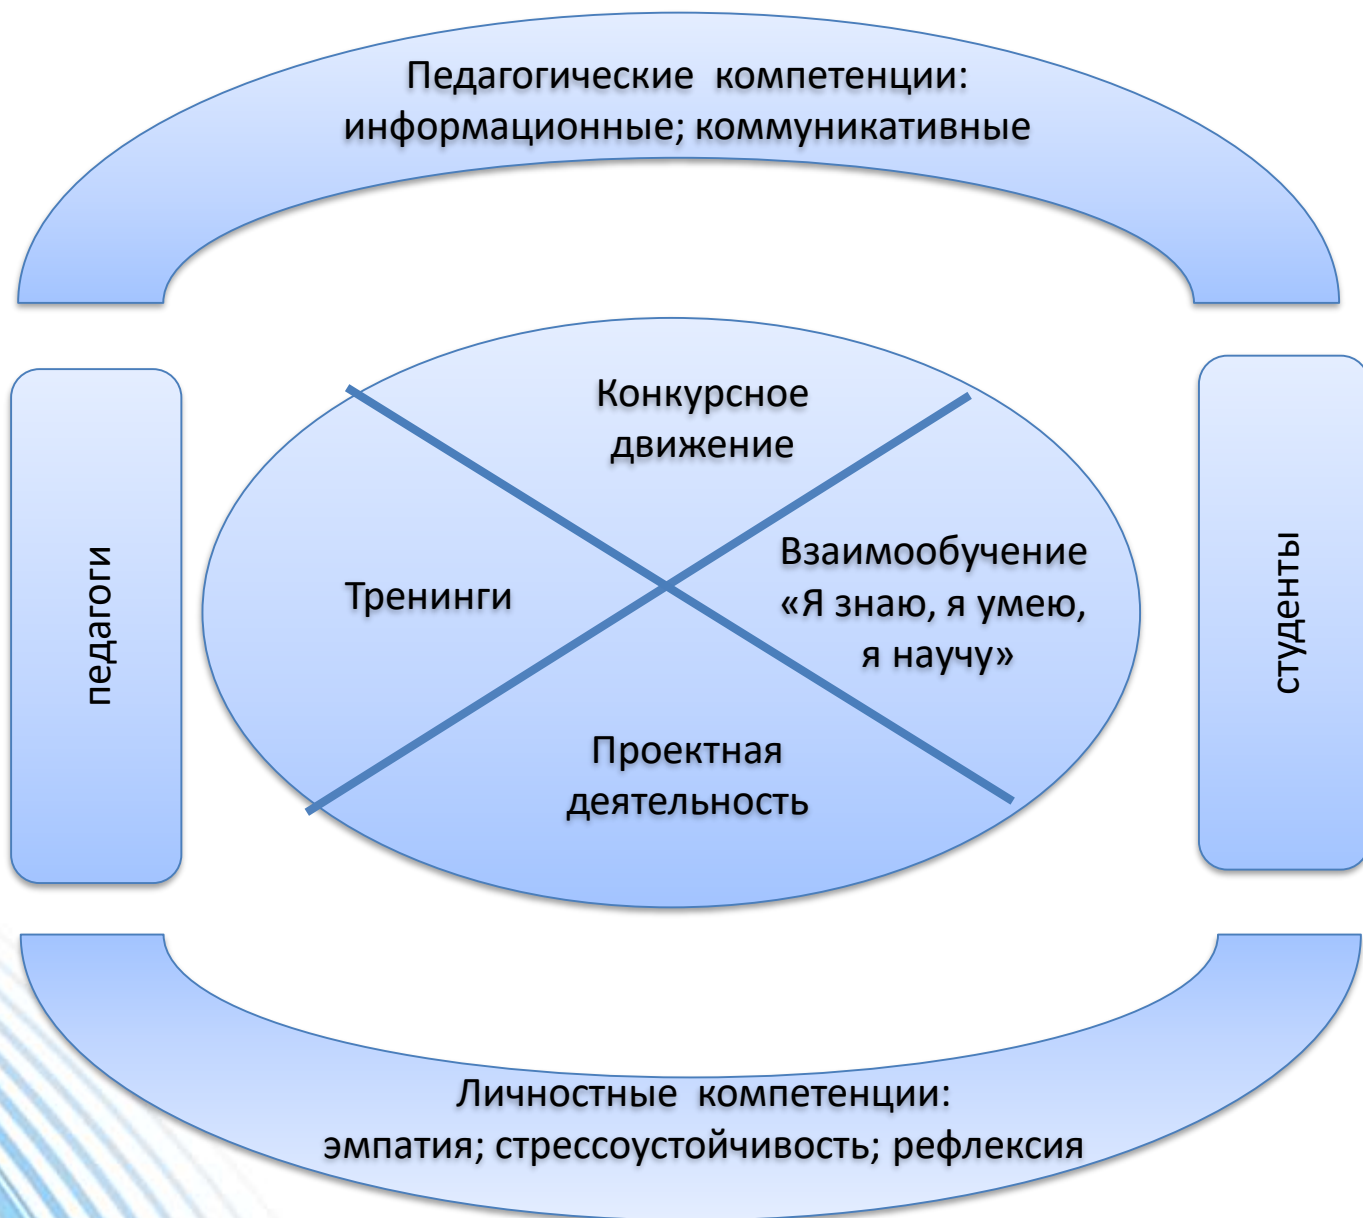 Педагогические компетенции:
информационные; коммуникативные
Конкурсное
движение
педагоги
Тренинги
Взаимообучение
«Я знаю, я умею,
я научу»
студенты
Проектная
деятельность
Личностные компетенции:
эмпатия; стрессоустойчивость; рефлексия